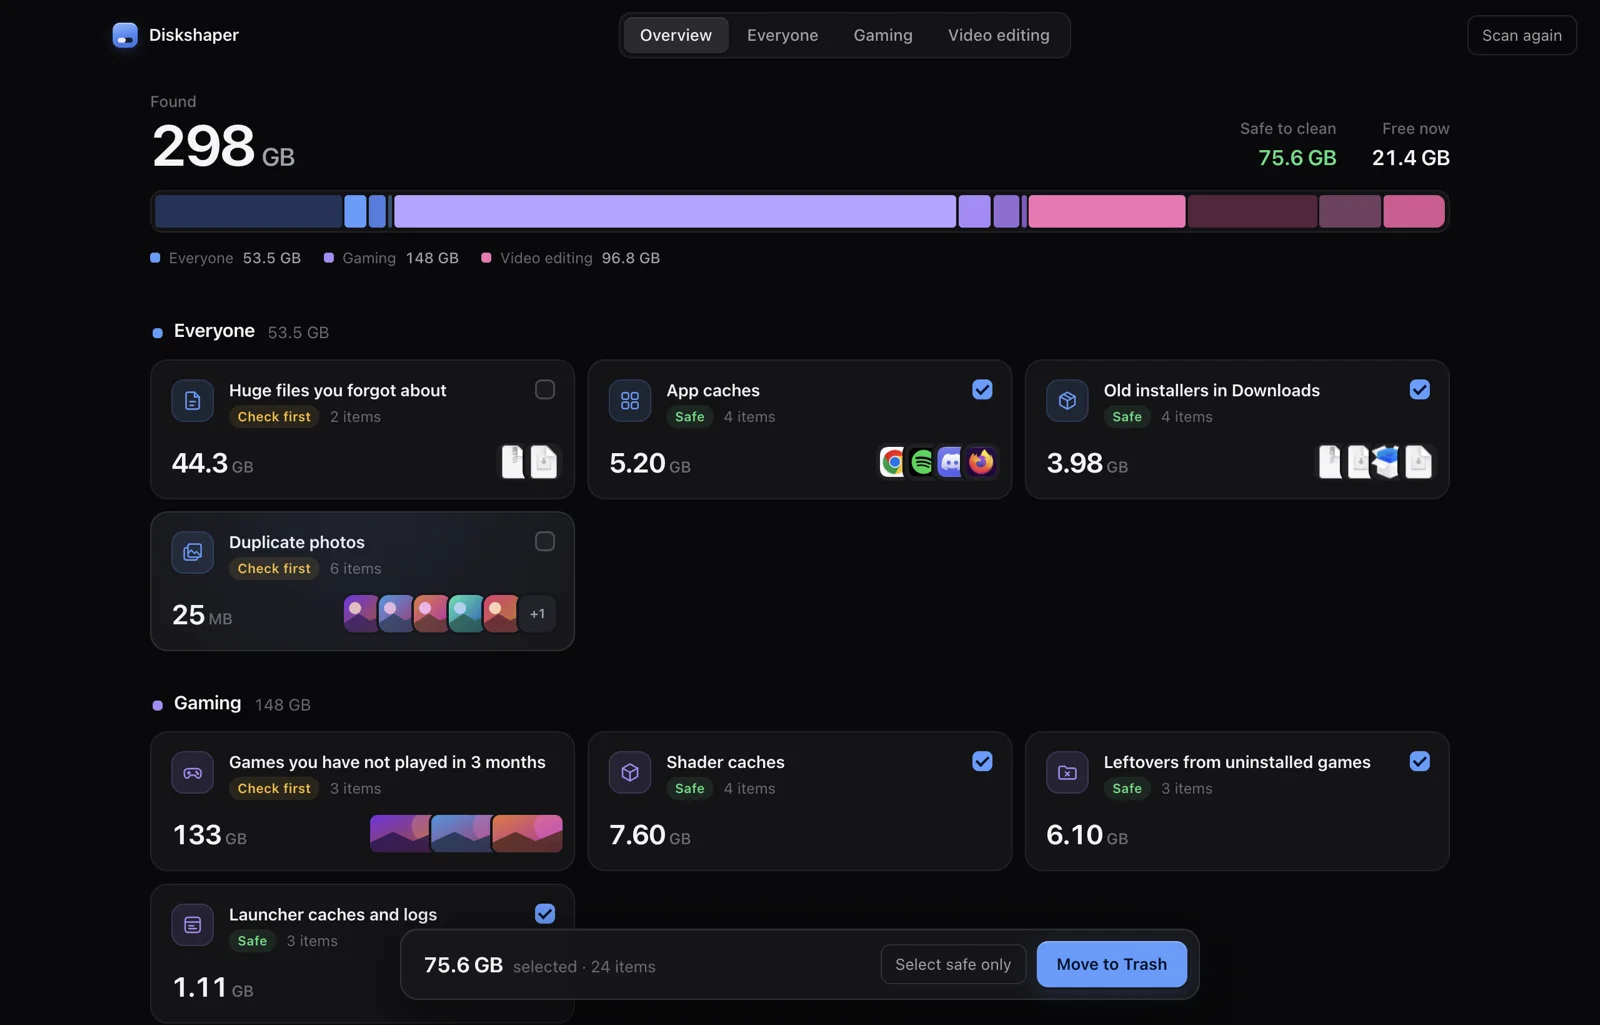 Diskshaper
Overview
Everyone
Gaming
Video editing
Scan again
Found
298 GB
Safe to clean
75.6 GB
Free now
21.4 GB
Everyone 53.5 GB
Gaming 148 GB
Video editing 96.8 GB
Everyone 53.5 GB
Huge files you forgot about
Check first 2 items
44.3 GB
App caches
Safe 4 items
5.20 GB
Old installers in Downloads
Safe 4 items
3.98 GB
Duplicate photos
Check first 6 items
25 MB
+1
Gaming 148 GB
Games you have not played in 3 months
Check first 3 items
133 GB
Shader caches
Safe 4 items
7.60 GB
Leftovers from uninstalled games
Safe 3 items
6.10 GB
Launcher caches and logs
Safe 3 items
1.11 GB
75.6 GB selected · 24 items
Select safe only
Move to Trash